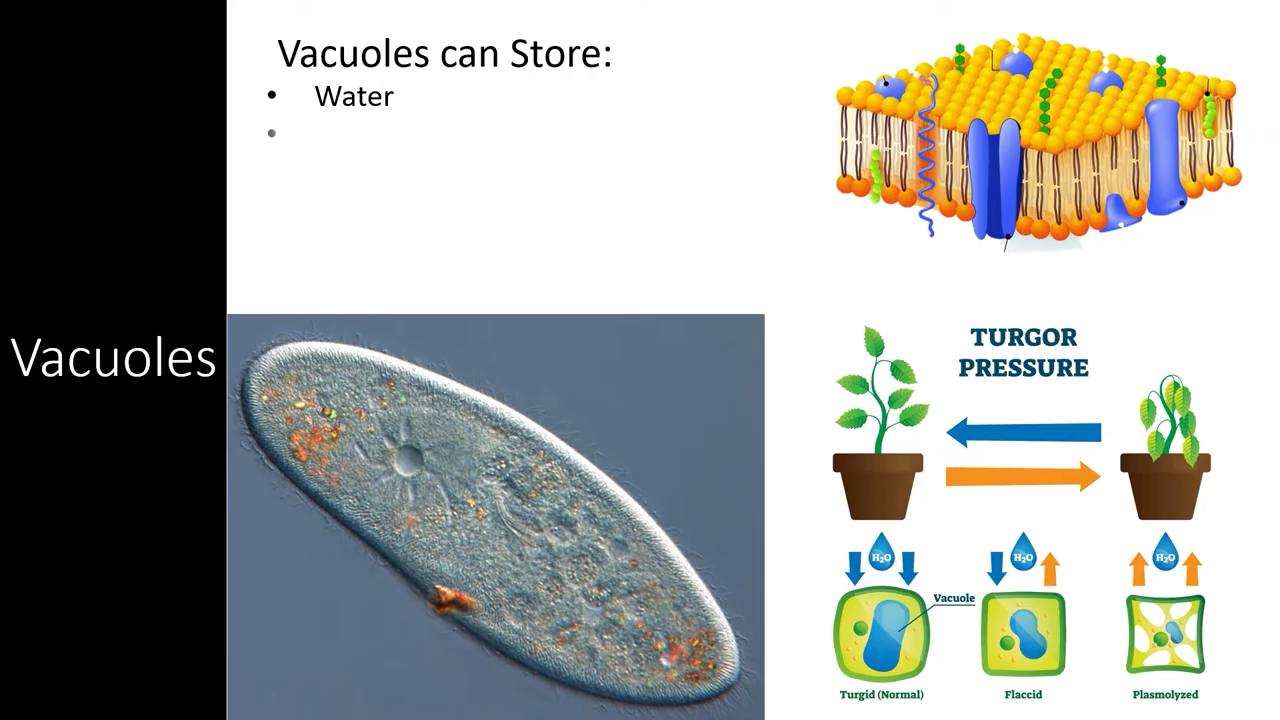 Vacuoles can Store:
• Water
•
Vacuoles
TURGOR
PRESSURE
H₂O
H₂O
H₂O
Vacuole
Turgid (Normal)
Flaccid
Plasmolyzed